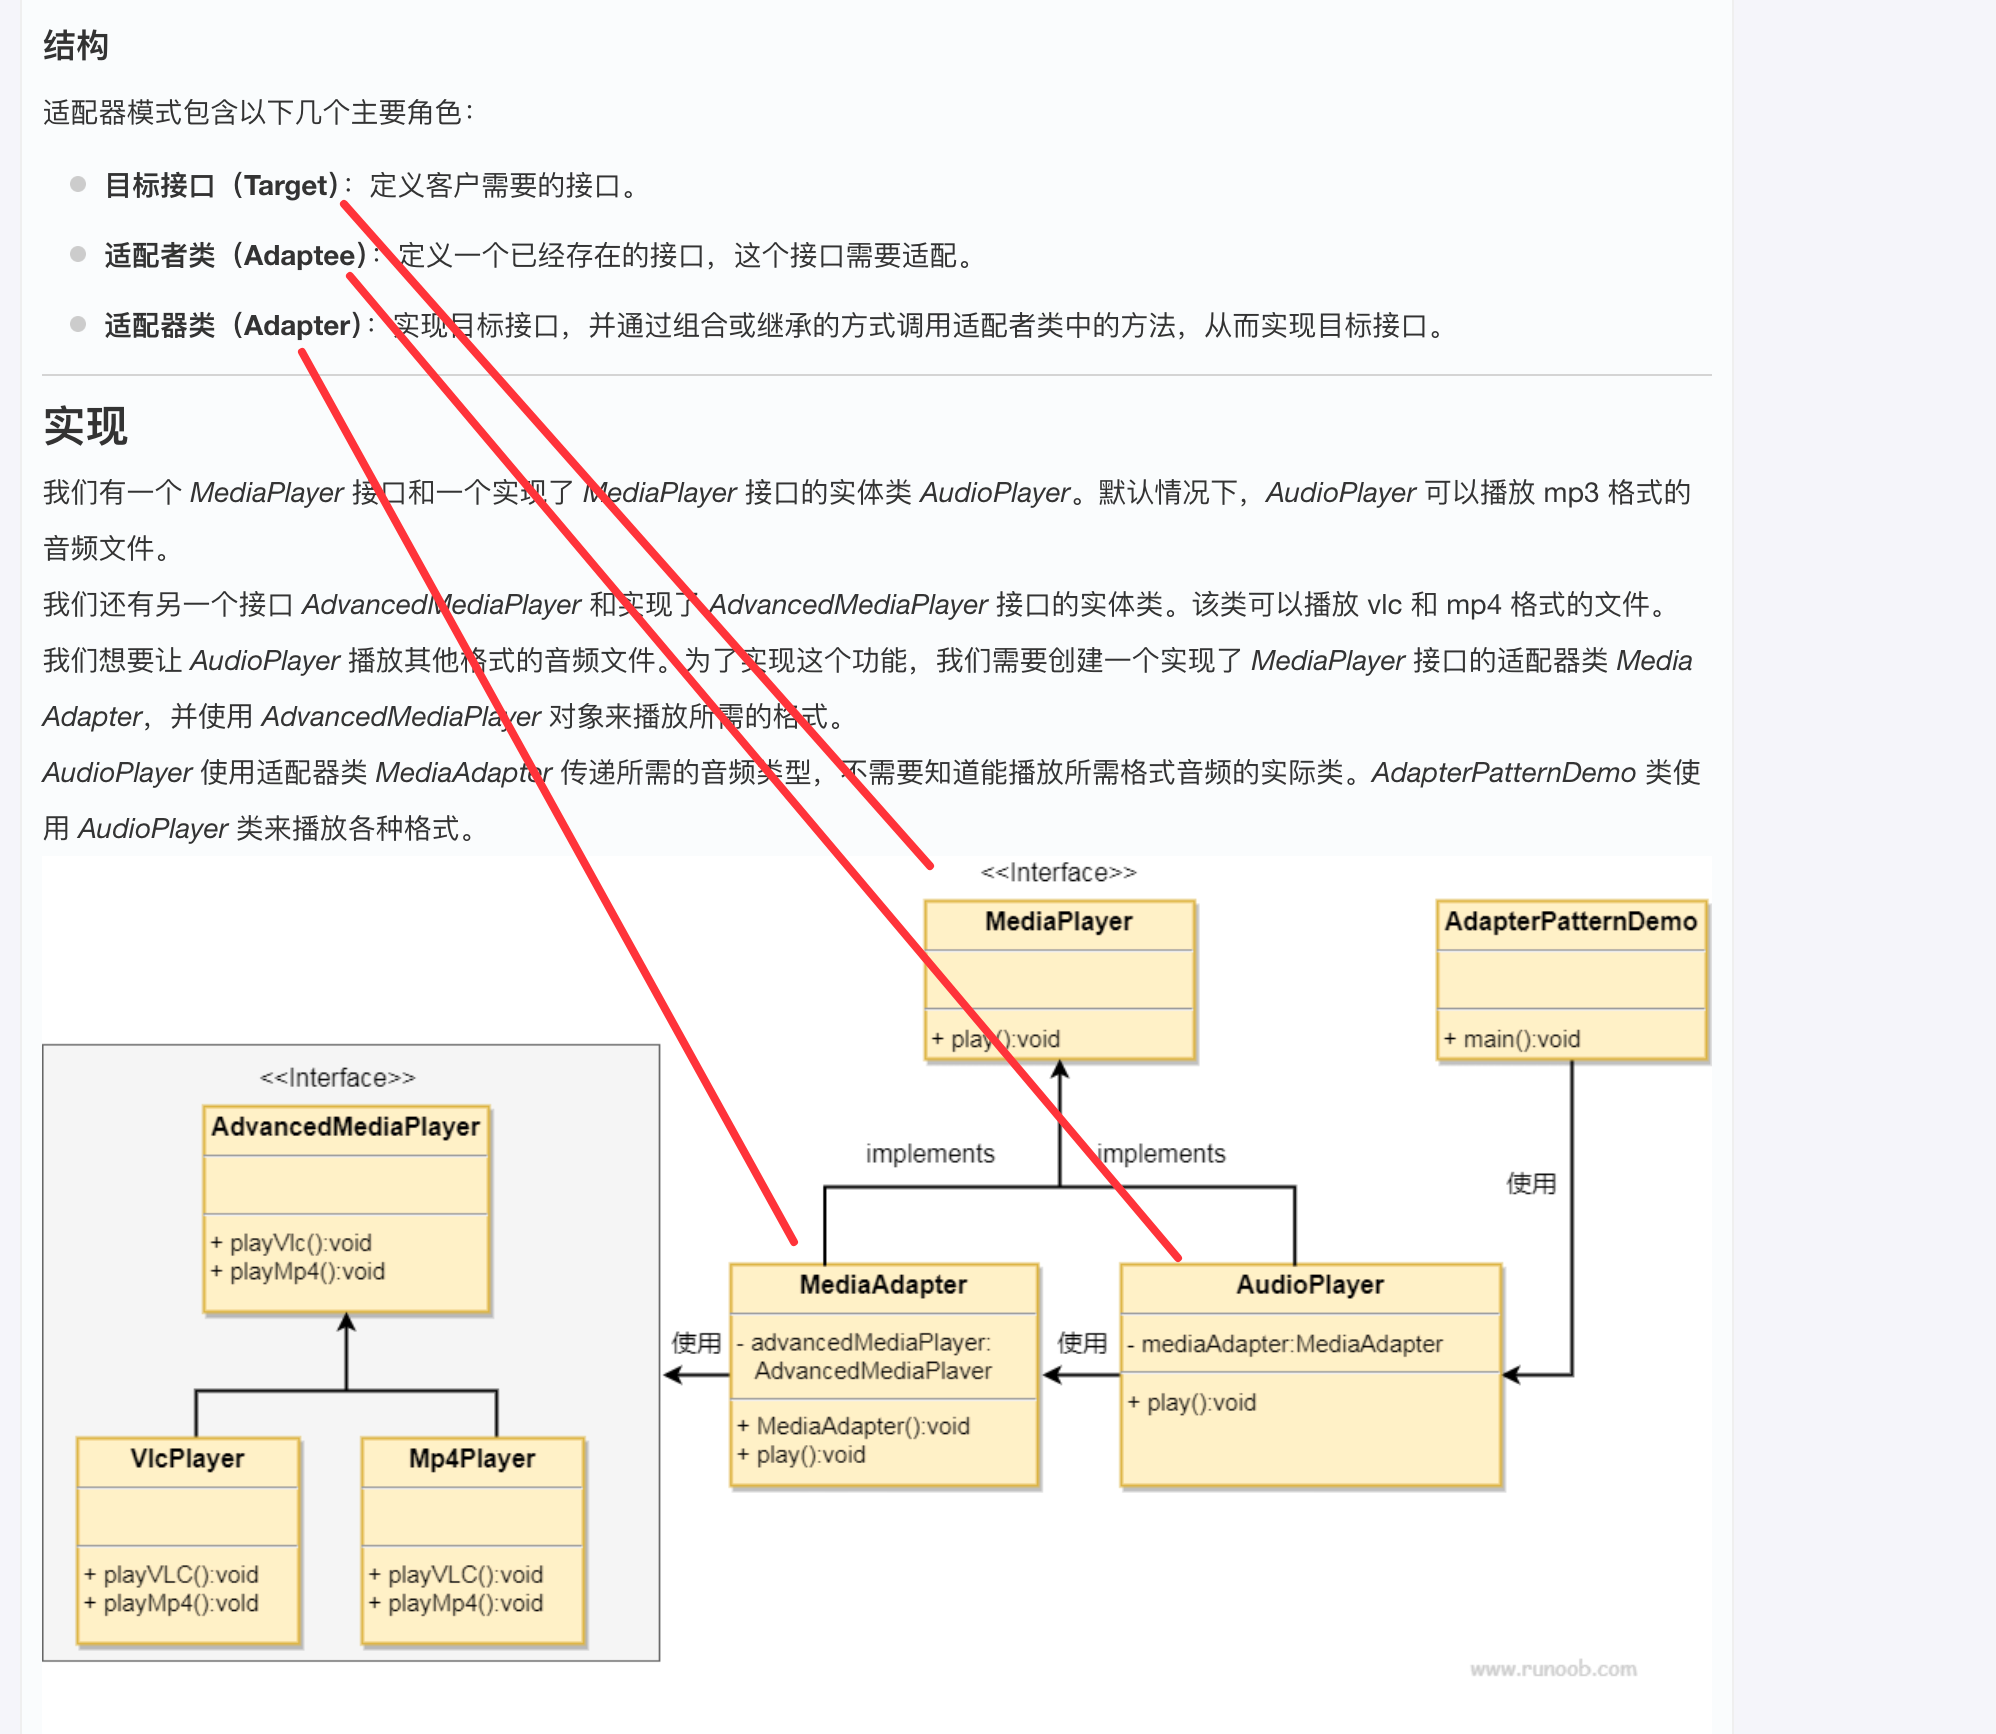 结构
适配器模式包含以下几个主要角色：
目标接口（Target）：定义客户需要的接口。
适配者类（Adaptee）：定义一个已经存在的接口，这个接口需要适配。
适配器类（Adapter）：实现目标接口，并通过组合或继承的方式调用适配者类中的方法，从而实现目标接口。
实现
我们有一个 MediaPlayer 接口和一个实现了 MediaPlayer 接口的实体类 AudioPlayer。默认情况下，AudioPlayer 可以播放 mp3 格式的
音频文件。
我们还有另一个接口 AdvancedMediaPlayer 和实现了 AdvancedMediaPlayer 接口的实体类。该类可以播放 vlc 和 mp4 格式的文件。
我们想要让 AudioPlayer 播放其他格式的音频文件。为了实现这个功能，我们需要创建一个实现了 MediaPlayer 接口的适配器类 Media
Adapter，并使用 AdvancedMediaPlayer 对象来播放所需的格式。
AudioPlayer 使用适配器类 MediaAdapter 传递所需的音频类型，不需要知道能播放所需格式音频的实际类。AdapterPatternDemo 类使
用 AudioPlayer 类来播放各种格式。
<<Interface>>
MediaPlayer
+ play():void
AdapterPatternDemo
+ main():void
<<Interface>>
AdvancedMediaPlayer
+ playVlc():void
+ playMp4():void
implements
implements
使用
MediaAdapter
- advancedMediaPlayer:
AdvancedMediaPlaver
+ MediaAdapter():void
+ play():void
使用
使用
AudioPlayer
- mediaAdapter:MediaAdapter
+ play():void
VlcPlayer
+ playVLC():void
+ playMp4():vold
Mp4Player
+ playVLC():void
+ playMp4():void
www.runoob.com